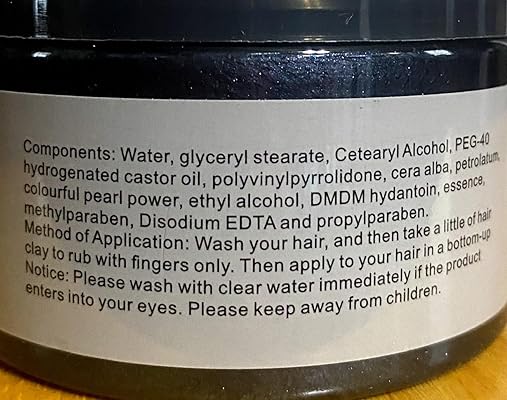 Components: Water, glyceryl stearate, Cetearyl Alcohol, PEG-40
hydrogenated castor oil, polyvinylpyrrolidone, cera alba, petrolatum,
colourful pearl power, ethyl alcohol, DMDM hydantoin, essence,
methylparaben, Disodium EDTA and propylparaben.
Method of Application: Wash your hair, and then take a little of hair
clay to rub with fingers only. Then apply to your hair in a bottom-up
Notice: Please wash with clear water immediately if the product
enters into your eyes. Please keep away from children.